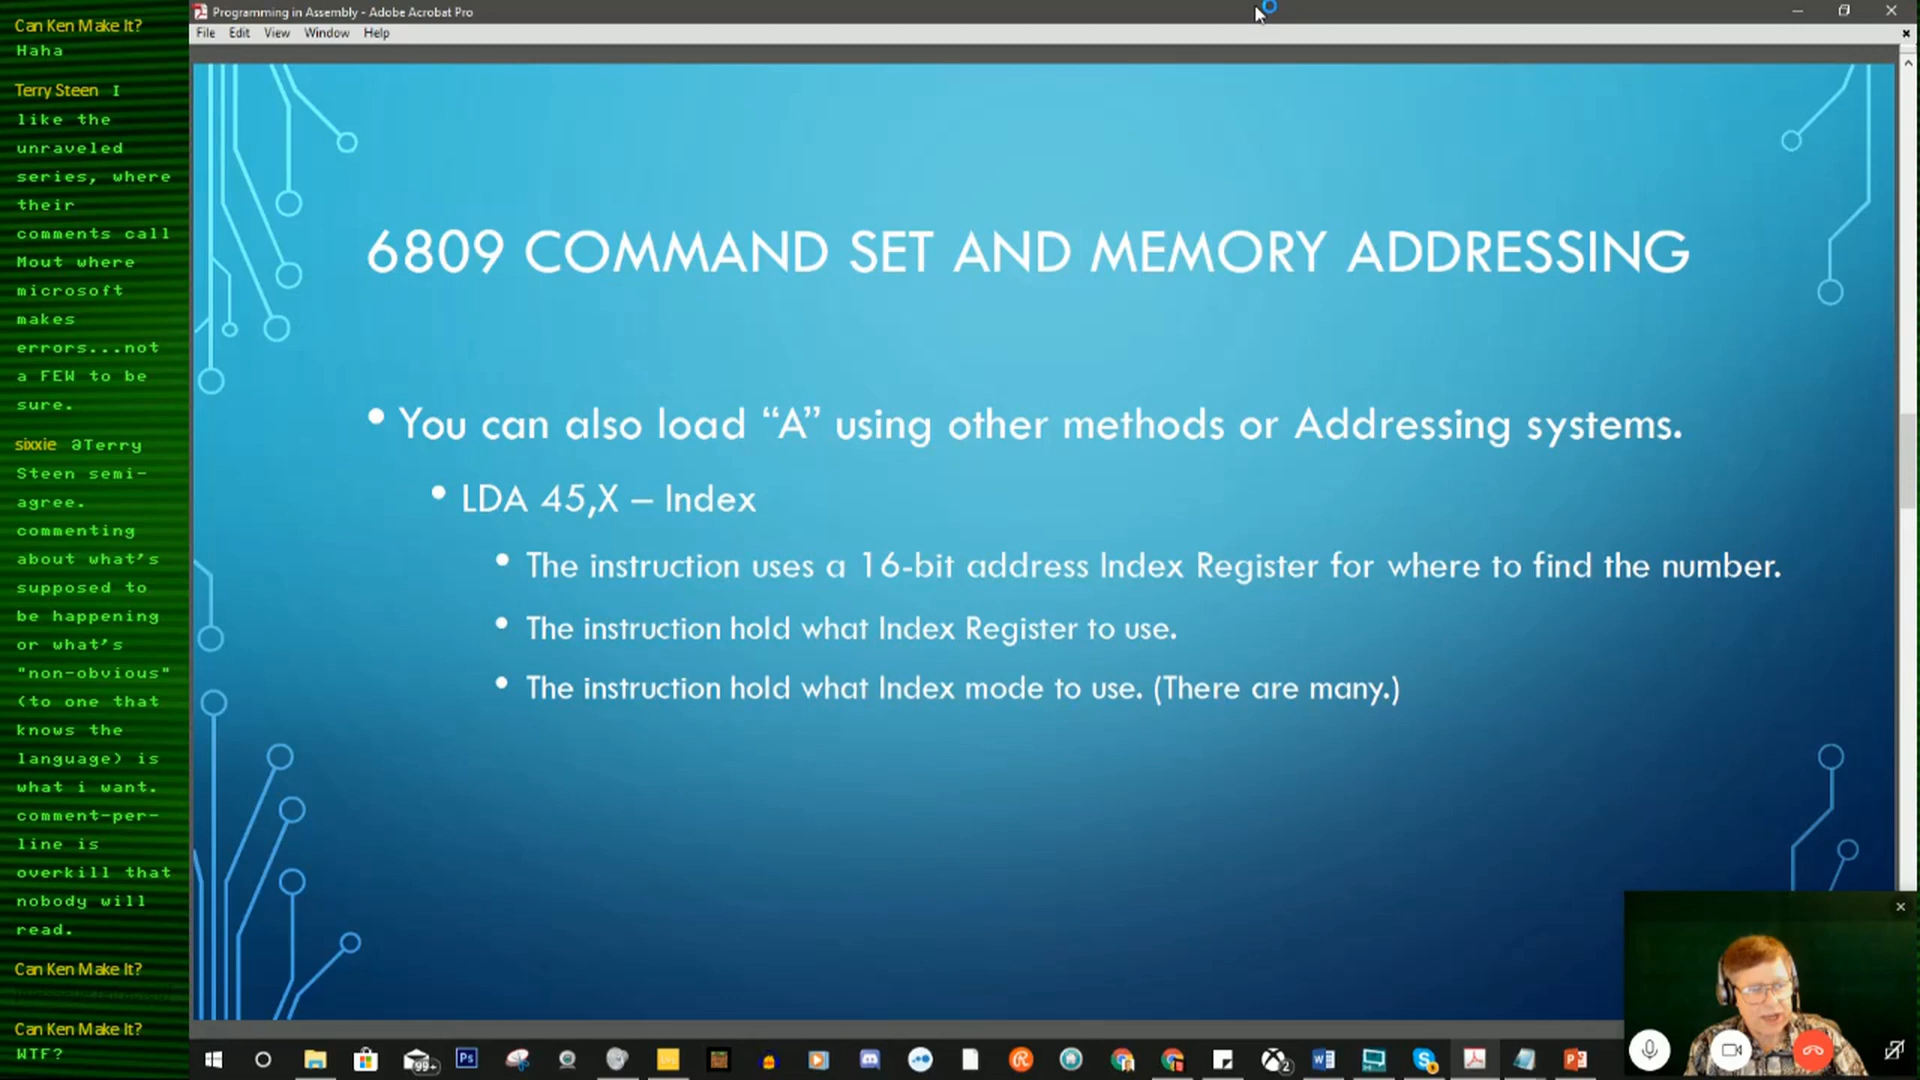 Can Ken Make It?
Haha
Terry Steen I
like the
unraveled
series, where
their
comments call
Mout where
microsoft
makes
errors...not
a FEW to be
sure.
sixxie @Terry
Steen semi-
agree.
commenting
about what's
supposed to
be happening
or what's
"non-obvious"
(to one that
knows the
language) is
what i want.
comment-per-
line is
overkill that
nobody will
read.
Can Ken Make It?
Can Ken Make It?
WTF?
Programming in Assembly - Adobe Acrobat Pro
File Edit View Window Help
6809 COMMAND SET AND MEMORY ADDRESSING
• You can also load “A” using other methods or Addressing systems.
• LDA 45,X – Index
• The instruction uses a 16-bit address Index Register for where to find the number.
• The instruction hold what Index Register to use.
• The instruction hold what Index mode to use. (There are many.)
99+
Ps
2